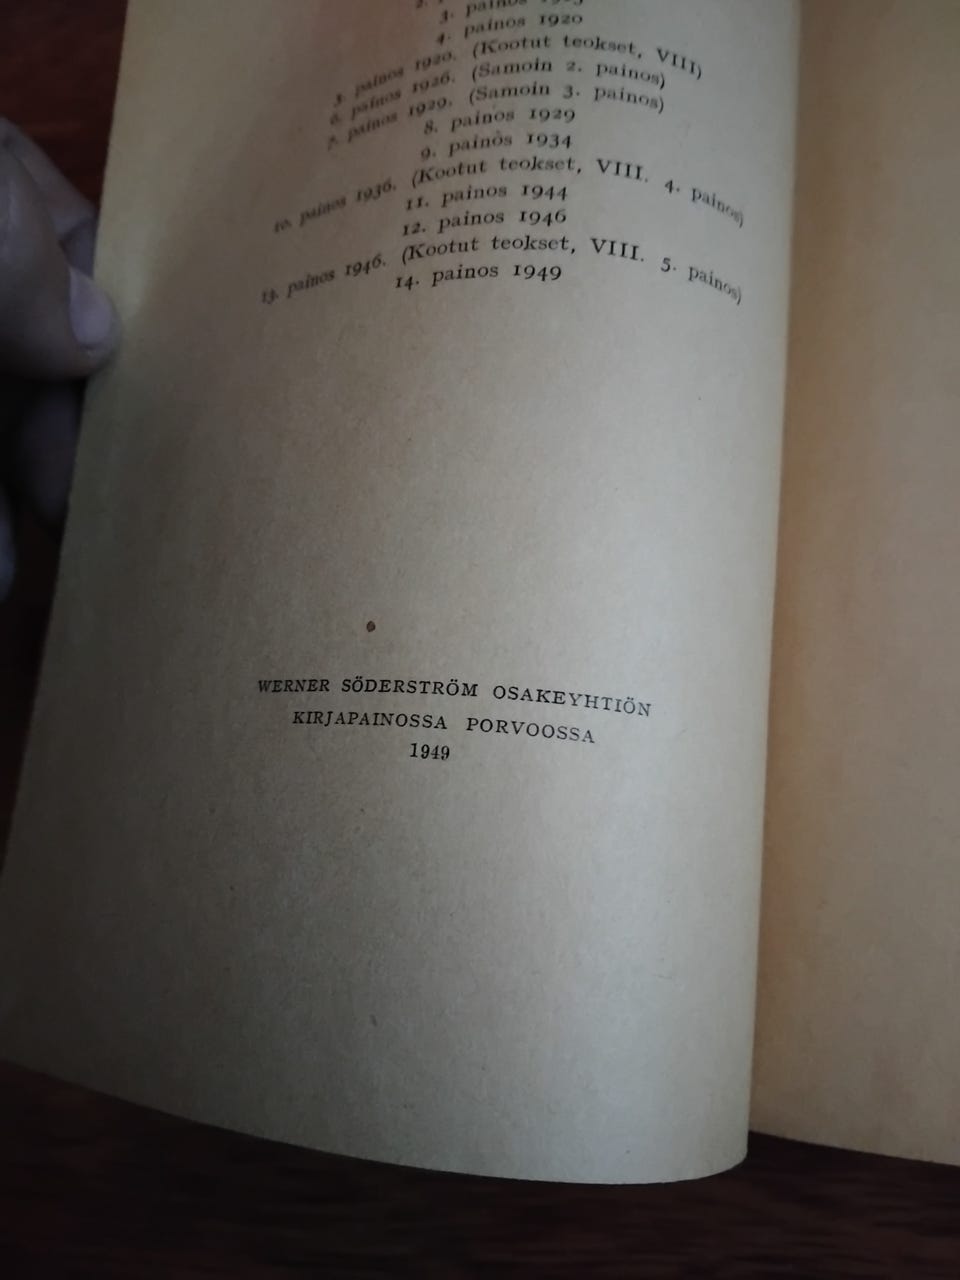 3. painos
4. painos 1920
5. painos 1920. (Kootut teokset, VIII)
6. painos 1926. (Samoin 2. painos)
7. painos 1929. (Samoin 3. painos)
8. painos 1929
9. painos 1934
10. painos 1936. (Kootut teokset, VIII. 4. painos)
11. painos 1944
12. painos 1946
13. painos 1946. (Kootut teokset, VIII. 5. painos)
14. painos 1949
WERNER SÖDERSTRÖM OSAKEYHTIÖN
KIRJAPAINOSSA PORVOOSSA
1949